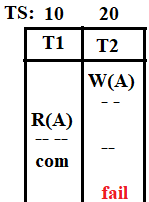 TS: 10 20
T1 T2
W(A)
- -
R(A)
-- -- --
com
fail